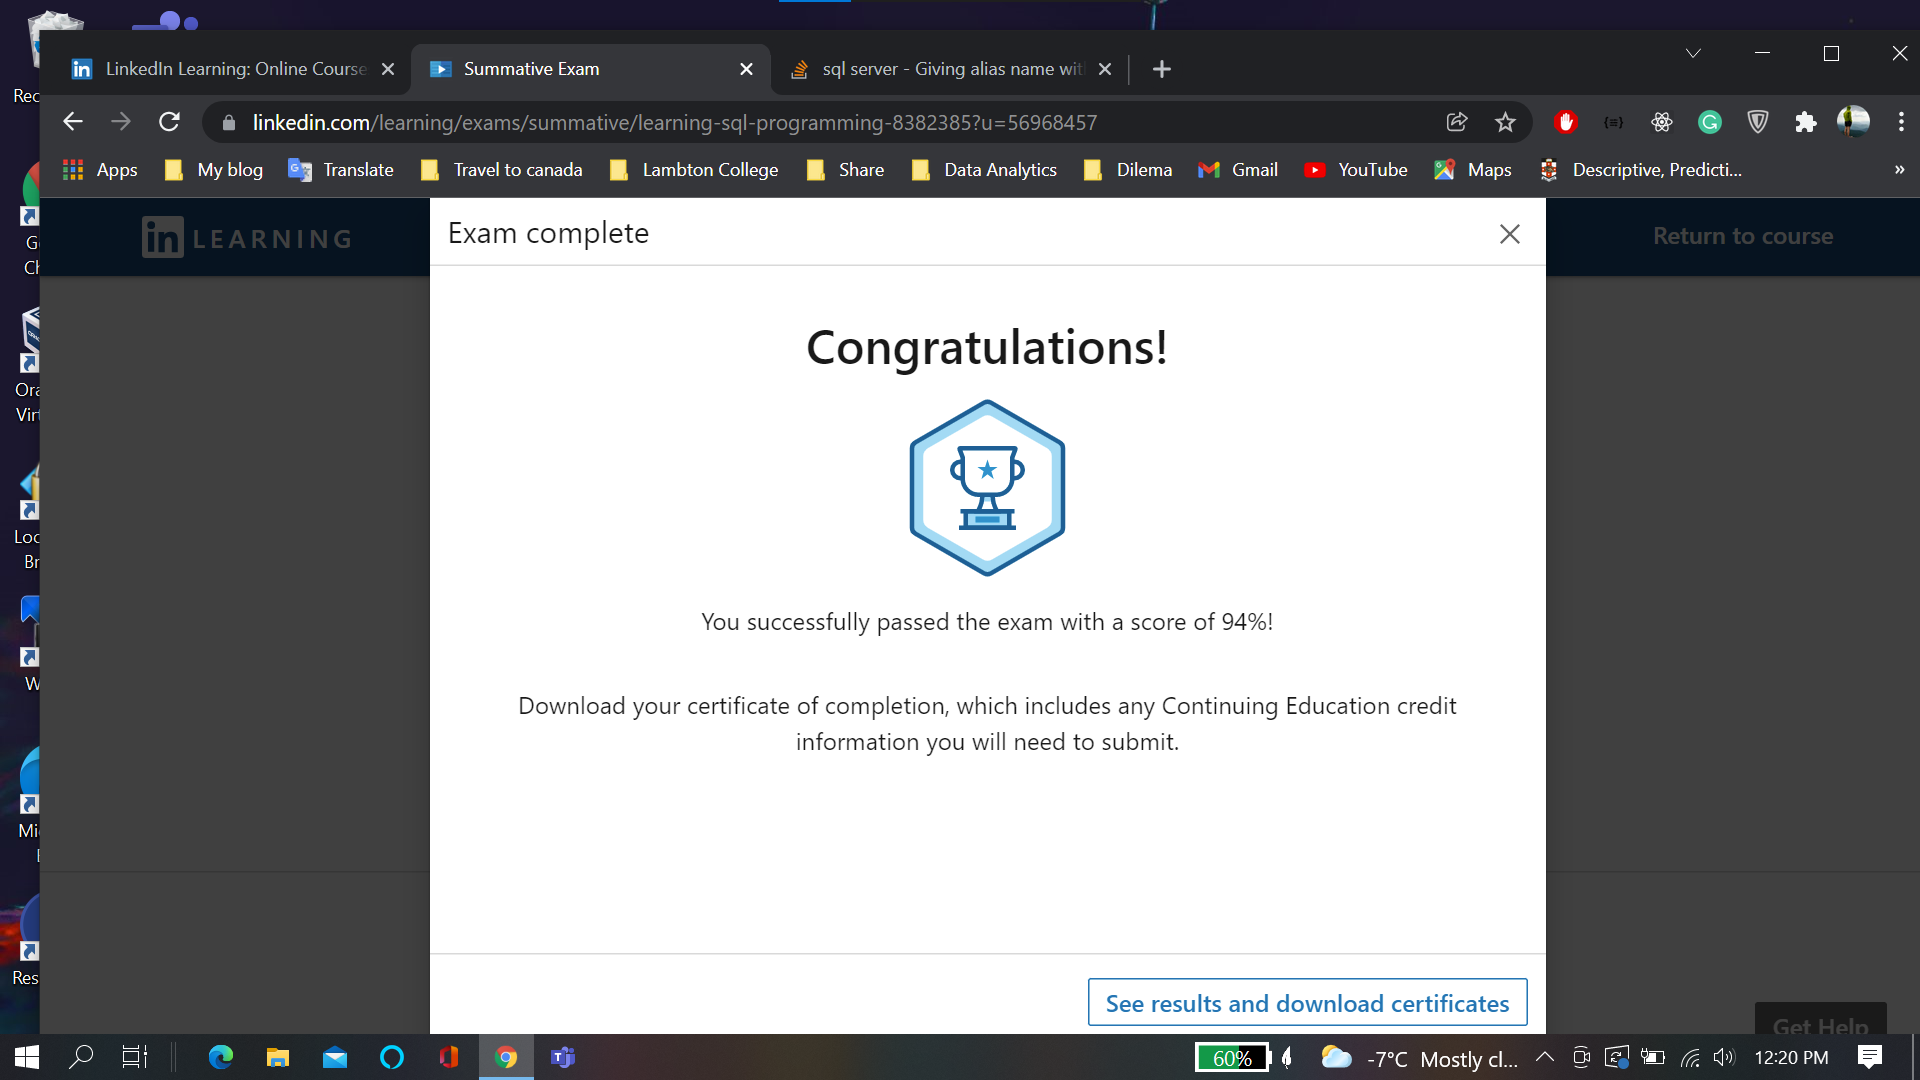 LinkedIn Learning: Online Course
Summative Exam
sql server - Giving alias name wit
linkedin.com/learning/exams/summative/learning-sql-programming-8382385?u=56968457
Apps
My blog
Translate
Travel to canada
Lambton College
Share
Data Analytics
Dilema
Gmail
YouTube
Maps
Descriptive, Predicti...
»
in LEARNING
Exam complete
Return to course
Congratulations!
You successfully passed the exam with a score of 94%!
Download your certificate of completion, which includes any Continuing Education credit
information you will need to submit.
See results and download certificates
Get Help
Rec
G
Ch
Ora
Virt
Loc
Br
W
Mi
Res
60%
-7°C Mostly cl...
12:20 PM